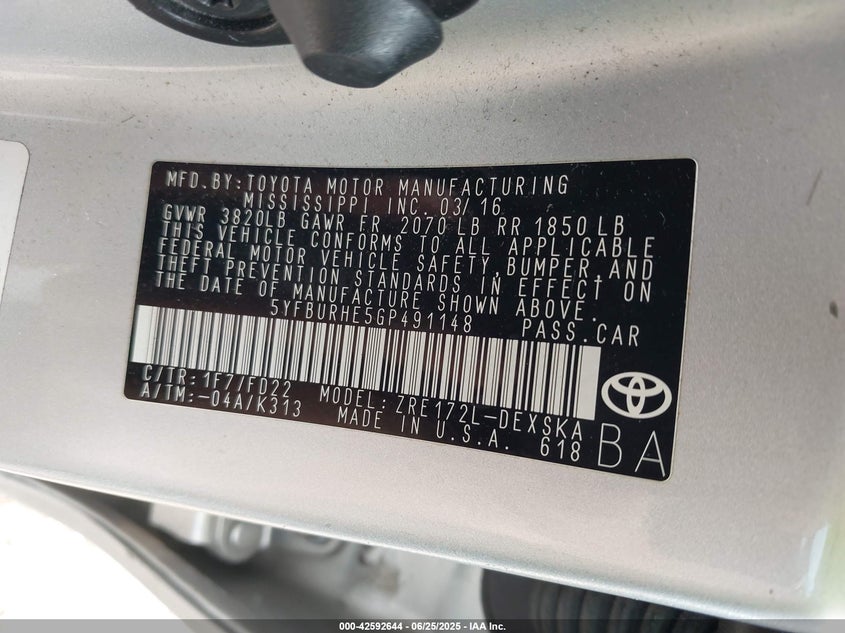 MFD.BY:TOYOTA MOTOR MANUFACTURING
MISSISSIPPI INC. 03/16
GVWR 3820LB GAWR FR 2070LB RR 1850LB
THIS VEHICLE CONFORMS TO ALL APPLICABLE
FEDERAL MOTOR VEHICLE SAFETY,BUMPER,AND
THEFT PREVENTION STANDARDS IN EFFECT ON
THE DATE OF MANUFACTURE SHOWN ABOVE.
5YFBURHE5GP491148 PASS.CAR
C/TR:1F7/FD22 MODEL:ZRE172L-DEXSKA
A/TM:-04A/K313 MADE IN U.S.A. 618
BA
000-42592644 - 06/25/2025 - IAA Inc.